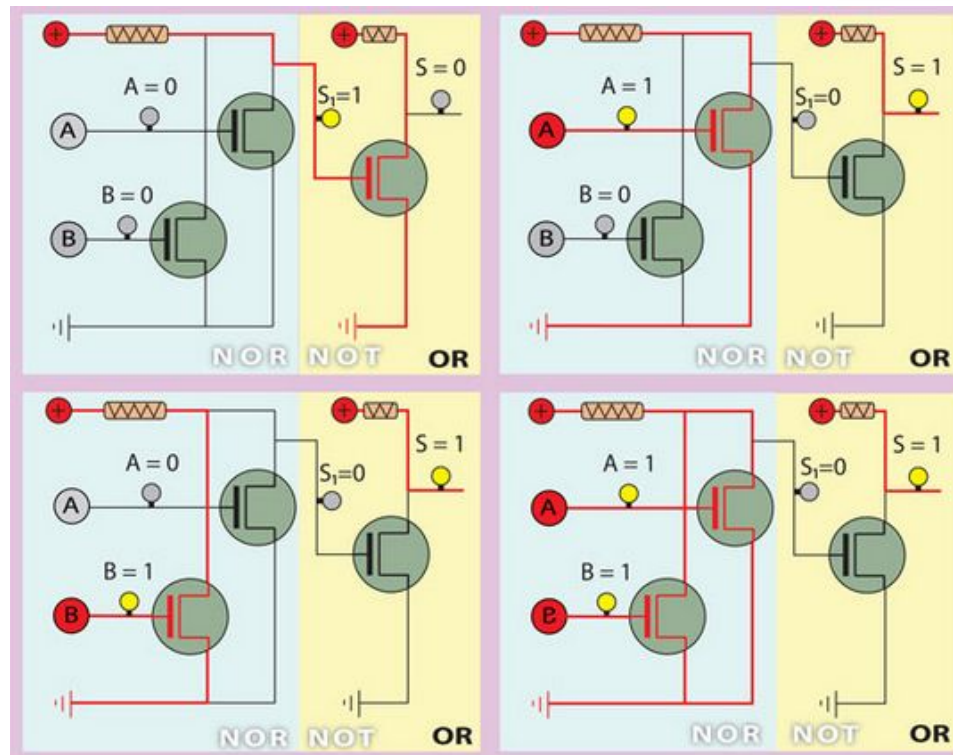 + +
A = 0
S₁=1
S = 0
A
B = 0
B
NOR NOT OR
+ +
A = 1
S₁=0
S = 1
A
B = 0
B
NOR NOT OR
+ +
A = 0
S₁=0
S = 1
A
B = 1
B
NOR NOT OR
+ +
A = 1
S₁=0
S = 1
A
B = 1
NOR NOT OR